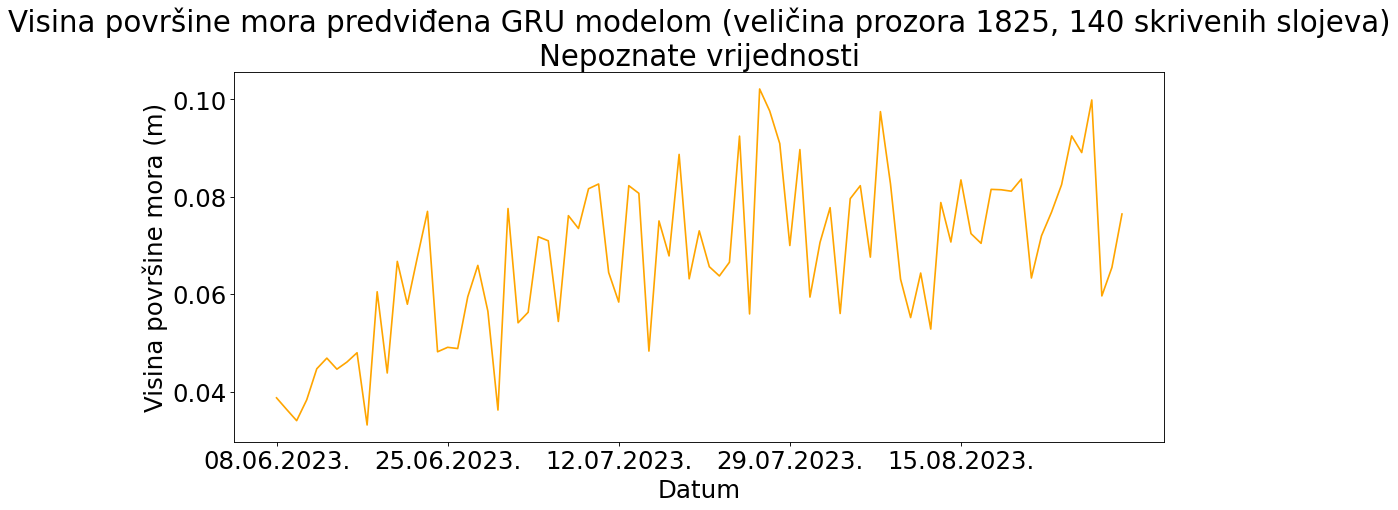 Visina površine mora predviđena GRU modelom (veličina prozora 1825, 140 skrivenih slojeva)
Nepoznate vrijednosti
Visina površine mora (m)
0.10
0.08
0.06
0.04
08.06.2023. 25.06.2023. 12.07.2023. 29.07.2023. 15.08.2023.
Datum